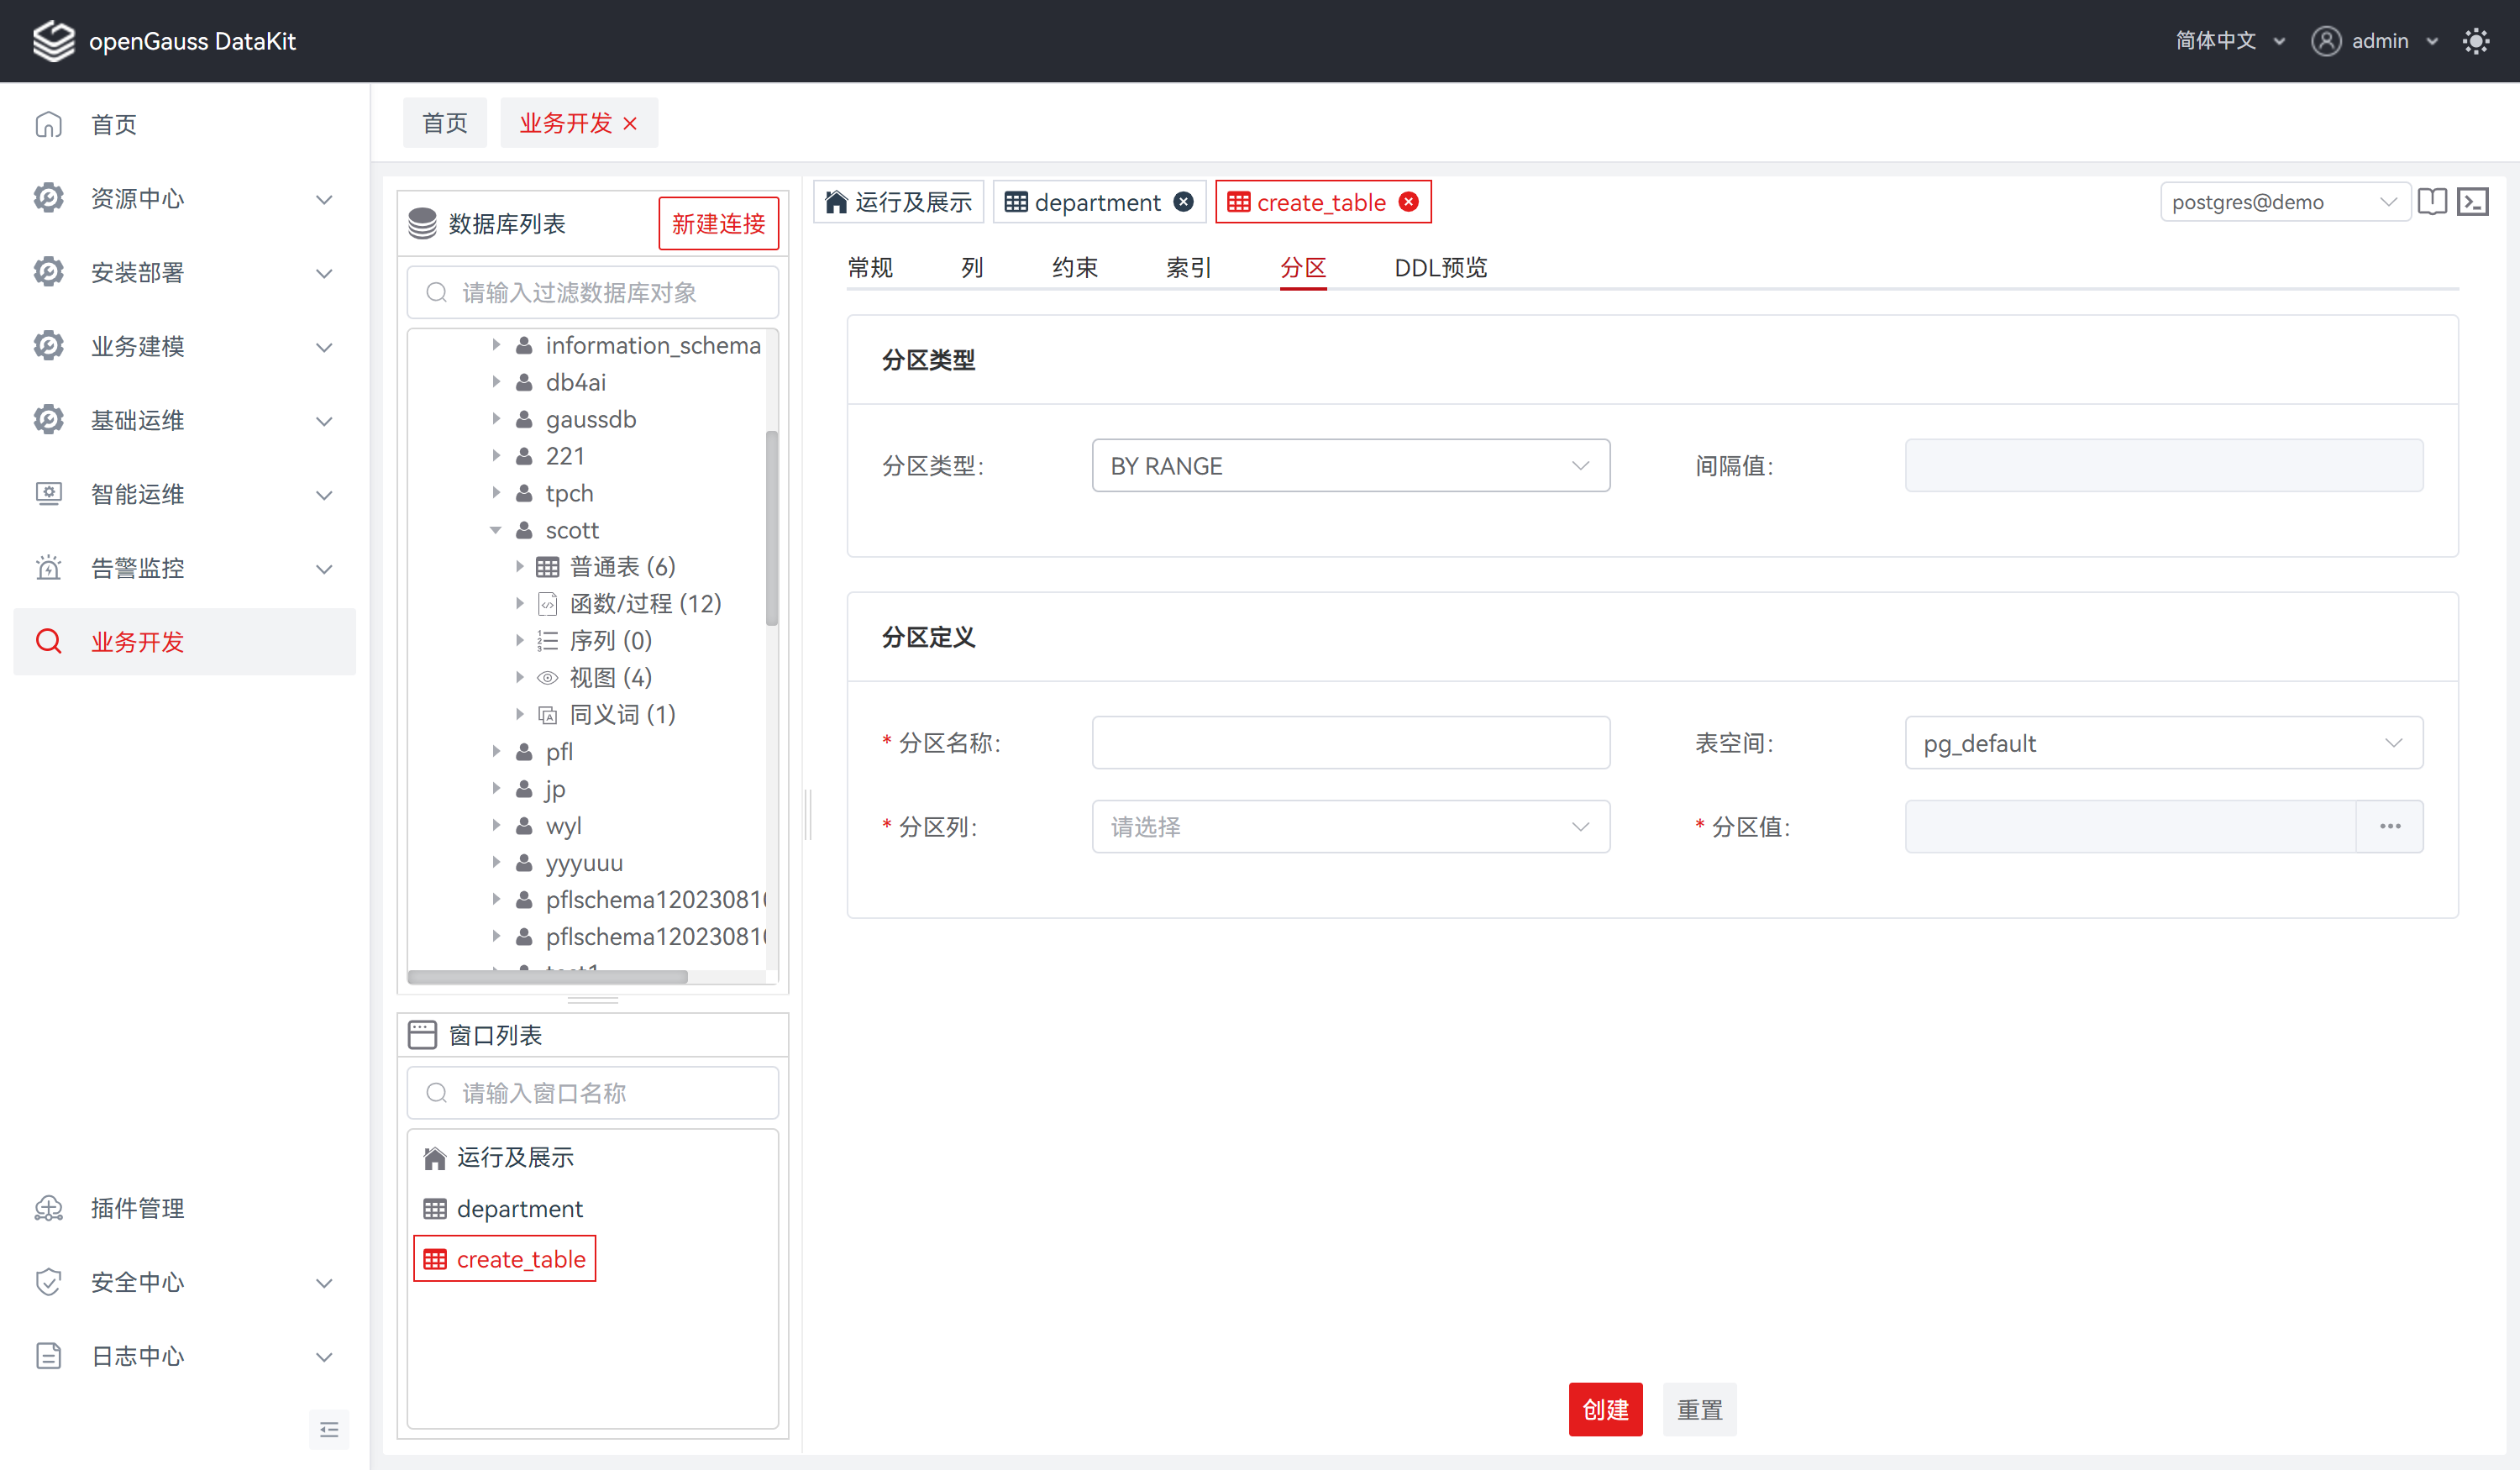 openGauss DataKit
简体中文
admin
首页
资源中心
安装部署
业务建模
基础运维
智能运维
告警监控
业务开发
插件管理
安全中心
日志中心
首页
业务开发
数据库列表
新建连接
请输入过滤数据库对象
information_schema
db4ai
gaussdb
221
tpch
scott
普通表 (6)
函数/过程 (12)
序列 (0)
视图 (4)
同义词 (1)
pfl
jp
wyl
yyyuuu
pflschema120230810
pflschema120230810
test1
窗口列表
请输入窗口名称
运行及展示
department
create_table
运行及展示
department
create_table
postgres@demo
常规
列
约束
索引
分区
DDL预览
分区类型
分区类型:
BY RANGE
间隔值:
分区定义
* 分区名称:
表空间:
pg_default
* 分区列:
请选择
* 分区值:
创建
重置